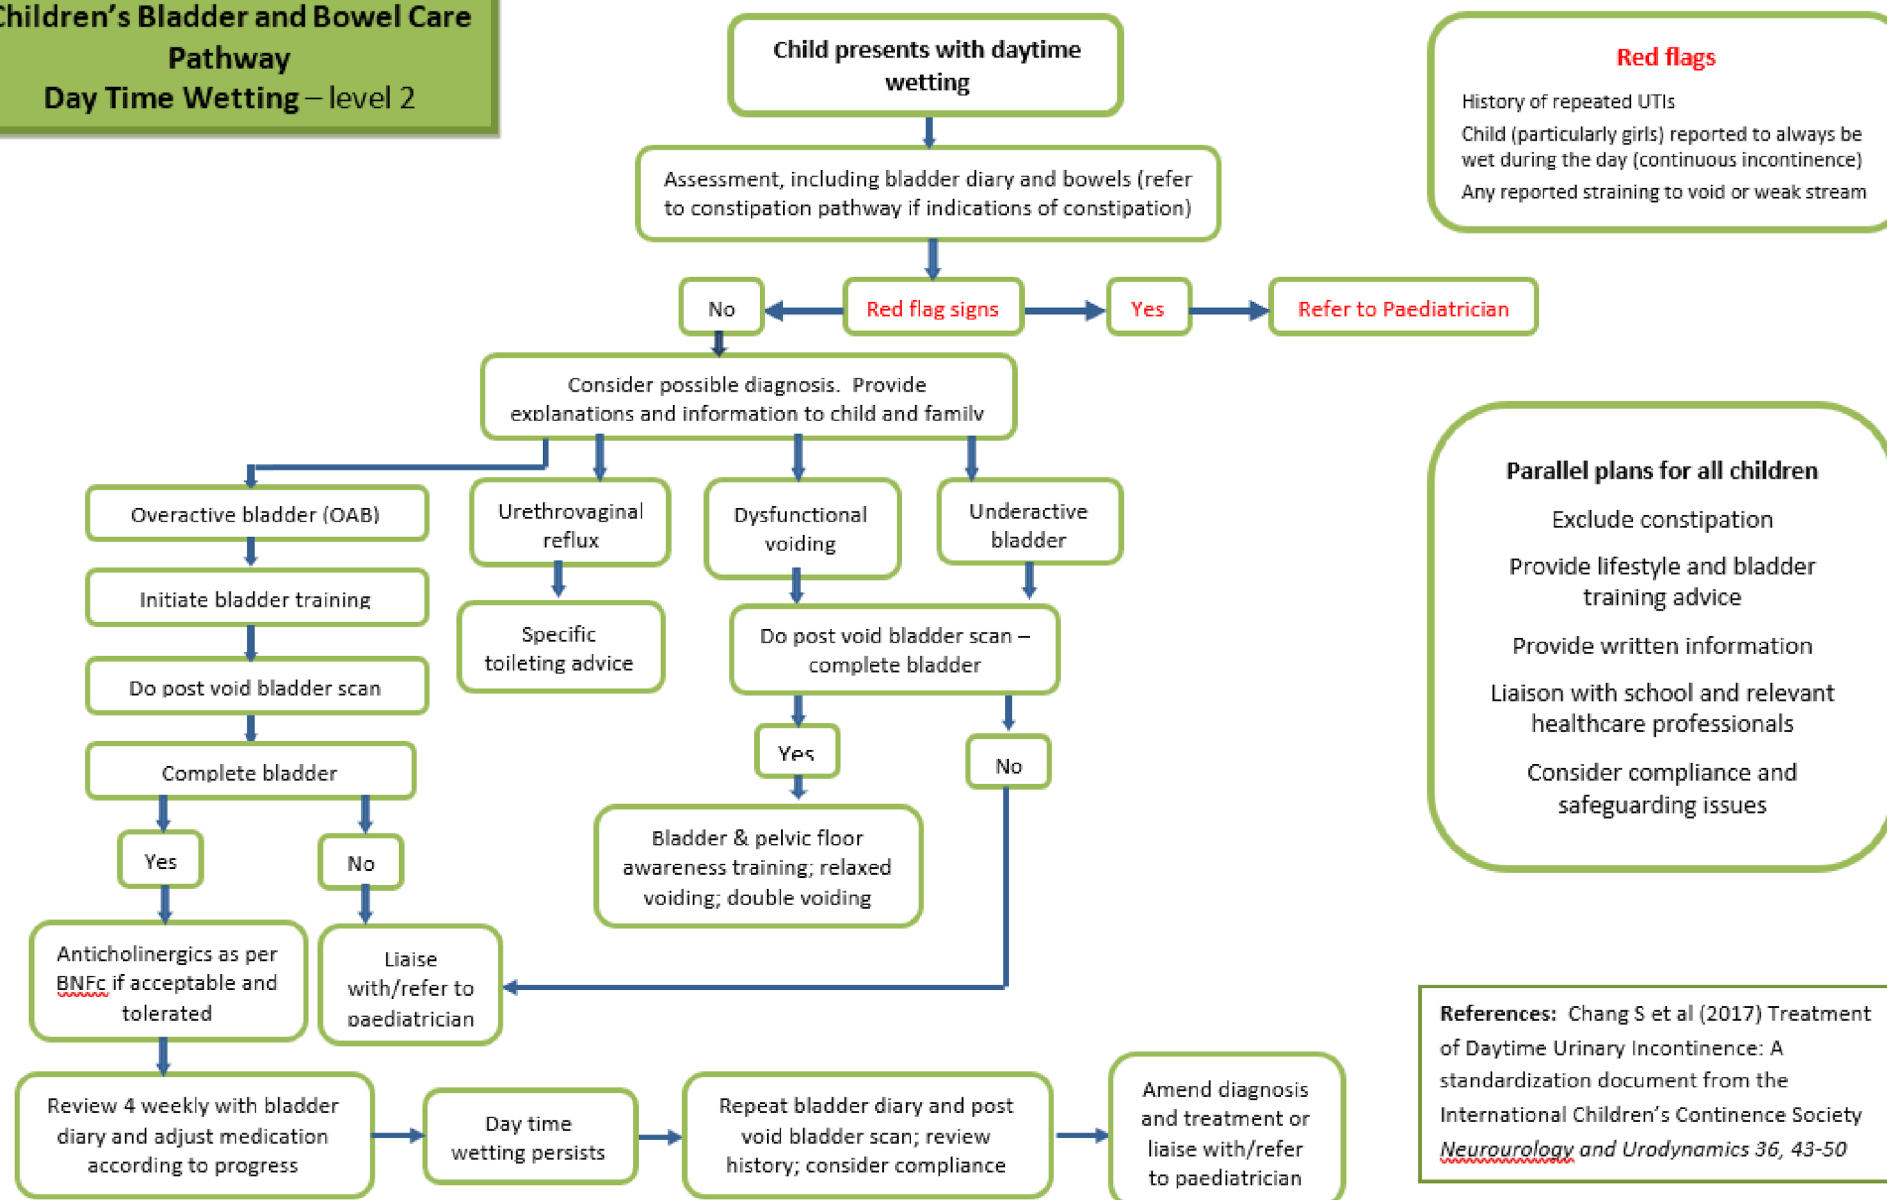 Children’s Bladder and Bowel Care
Pathway
Day Time Wetting – level 2
Child presents with daytime
wetting
Red flags
History of repeated UTIs
Child (particularly girls) reported to always be
wet during the day (continuous incontinence)
Any reported straining to void or weak stream
Assessment, including bladder diary and bowels (refer
to constipation pathway if indications of constipation)
No
Red flag signs
Yes
Refer to Paediatrician
Consider possible diagnosis. Provide
explanations and information to child and family
Overactive bladder (OAB)
Urethrovaginal
reflux
Dysfunctional
voiding
Underactive
bladder
Initiate bladder training
Specific
toileting advice
Do post void bladder scan –
complete bladder
Do post void bladder scan
Complete bladder
Yes
No
Yes
No
Bladder & pelvic floor
awareness training; relaxed
voiding; double voiding
Anticholinergics as per
BNFc if acceptable and
tolerated
Liaise
with/refer to
paediatrician
Review 4 weekly with bladder
diary and adjust medication
according to progress
Day time
wetting persists
Repeat bladder diary and post
void bladder scan; review
history; consider compliance
Amend diagnosis
and treatment or
liaise with/refer
to paediatrician
Parallel plans for all children
Exclude constipation
Provide lifestyle and bladder
training advice
Provide written information
Liaison with school and relevant
healthcare professionals
Consider compliance and
safeguarding issues
References: Chang S et al (2017) Treatment
of Daytime Urinary Incontinence: A
standardization document from the
International Children’s Continence Society
Neurourology and Urodynamics 36, 43-50